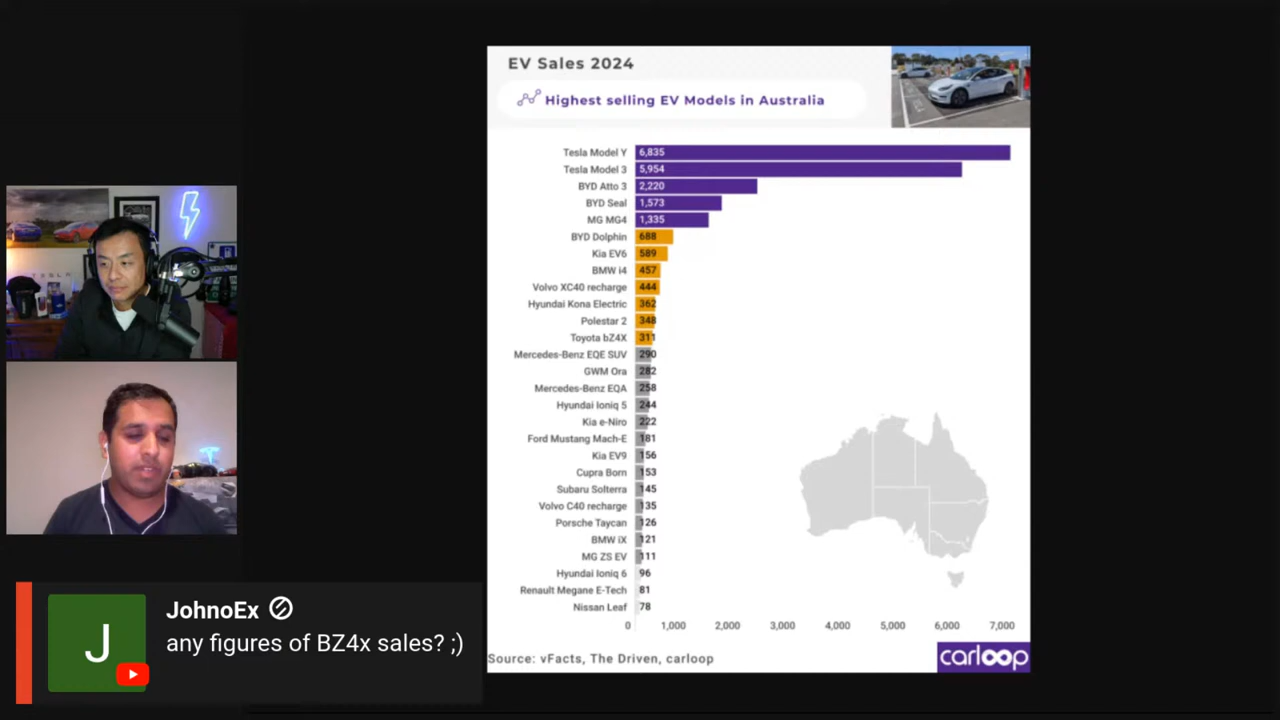 EV Sales 2024
Highest selling EV Models in Australia
Tesla Model Y 6,835
Tesla Model 3 5,954
BYD Atto 3 2,220
BYD Seal 1,573
MG MG4 1,335
BYD Dolphin 688
Kia EV6 589
BMW i4 457
Volvo XC40 recharge 444
Hyundai Kona Electric 362
Polestar 2 348
Toyota bZ4X 311
Mercedes-Benz EQE SUV 290
GWM Ora 282
Mercedes-Benz EQA 258
Hyundai Ioniq 5 244
Kia e-Niro 222
Ford Mustang Mach-E 181
Kia EV9 156
Cupra Born 153
Subaru Solterra 145
Volvo C40 recharge 135
Porsche Taycan 126
BMW iX 121
MG ZS EV 111
Hyundai Ioniq 6 96
Renault Megane E-Tech 81
Nissan Leaf 78
0 1,000 2,000 3,000 4,000 5,000 6,000 7,000
Source: vFacts, The Driven, carloop
carloop
TESLA
J
JohnoEx
any figures of BZ4x sales? ;)